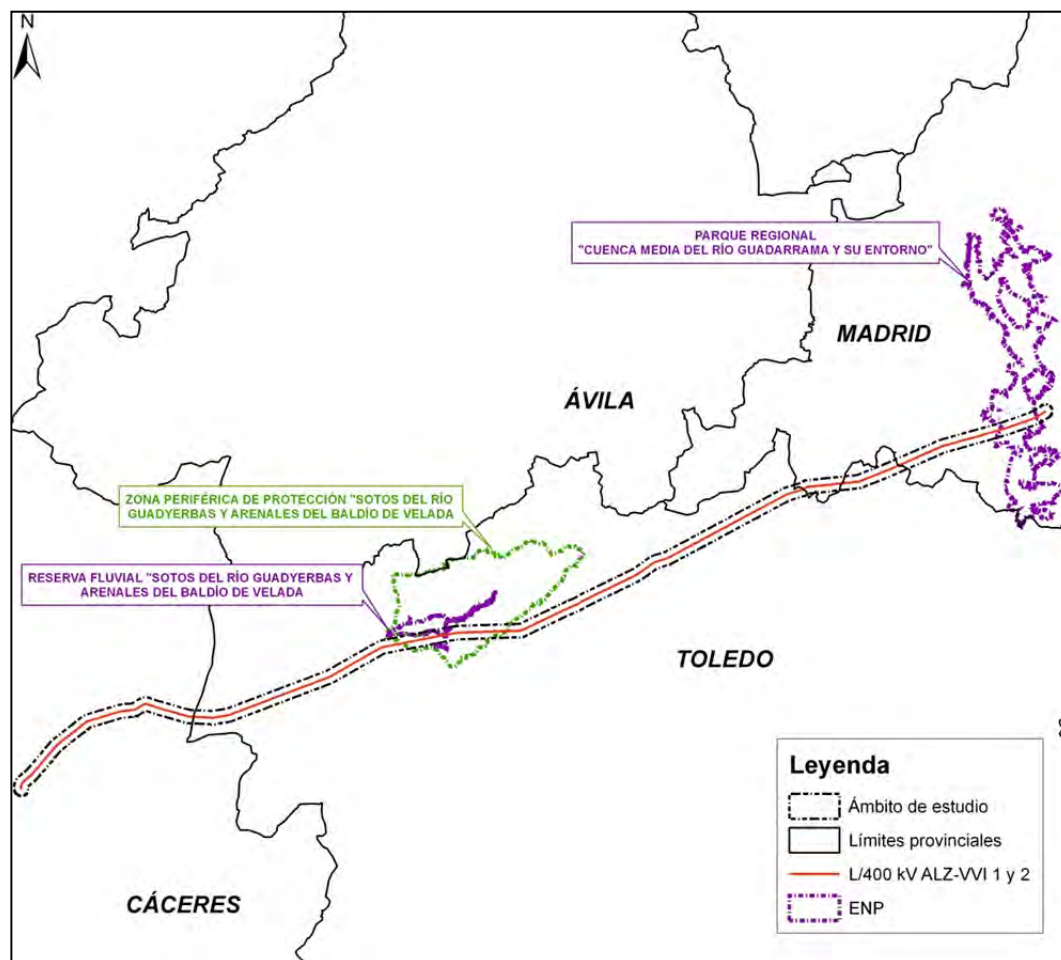 N
PARQUE REGIONAL
"CUENCA MEDIA DEL RÍO GUADARRAMA Y SU ENTORNO"
MADRID
ÁVILA
ZONA PERIFÉRICA DE PROTECCIÓN "SOTOS DEL RÍO
GUADYERBAS Y ARENALES DEL BALDÍO DE VELADA
RESERVA FLUVIAL "SOTOS DEL RÍO GUADYERBAS Y
ARENALES DEL BALDÍO DE VELADA
TOLEDO
CÁCERES
Leyenda
Ámbito de estudio
Límites provinciales
L/400 kV ALZ-VVI 1 y 2
ENP